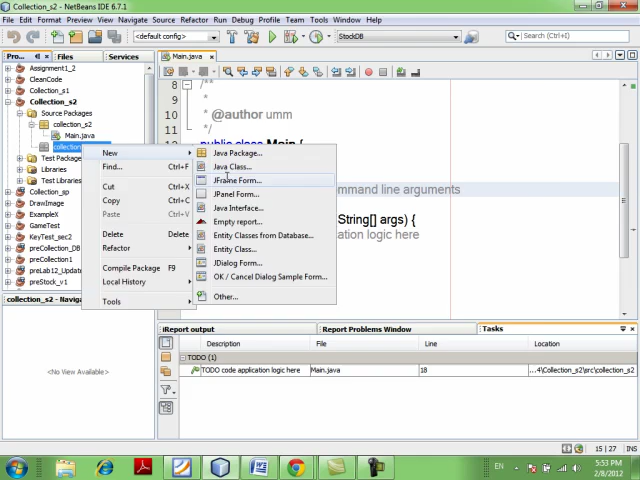 Collection_s2 - NetBeans IDE 6.7.1
File Edit View Navigate Source Refactor Run Debug Profile Team Tools Window Help
<default config>
StockDB
Search (Ctrl+I)
Files
Services
Main.java
Assignment1_2
CleanCode
Collection_s1
Collection_s2
Source Packages
collection_s2
Main.java
collection
Test Package
Libraries
Test Libraries
Collection_sp
DrawImage
ExampleX
GameTest
KeyTest_sec2
preCollection_DB
preLab12_Update
preStock_v1
8 /**
9 *
10 * @author umm
11 */
12 public class Main {
ommand line arguments
String[] args) {
ation logic here
New
Find... Ctrl+F
Cut Ctrl+X
Copy Ctrl+C
Paste Ctrl+V
Delete Delete
Refactor
Compile Package F9
Local History
Tools
Java Package...
Java Class...
JFrame Form...
JPanel Form...
Java Interface...
Empty report...
Entity Classes from Database...
Entity Class...
JDialog Form...
OK / Cancel Dialog Sample Form...
Other...
collection_s2 - Naviga
<No View Available>
iReport output
Report Problems Window
Tasks
Description File Line Location
TODO (1)
TODO code application logic here Main.java 18 ...4\Collection_s2\src\collection_s2
15 | 27 INS
EN
5:53 PM
2/8/2012